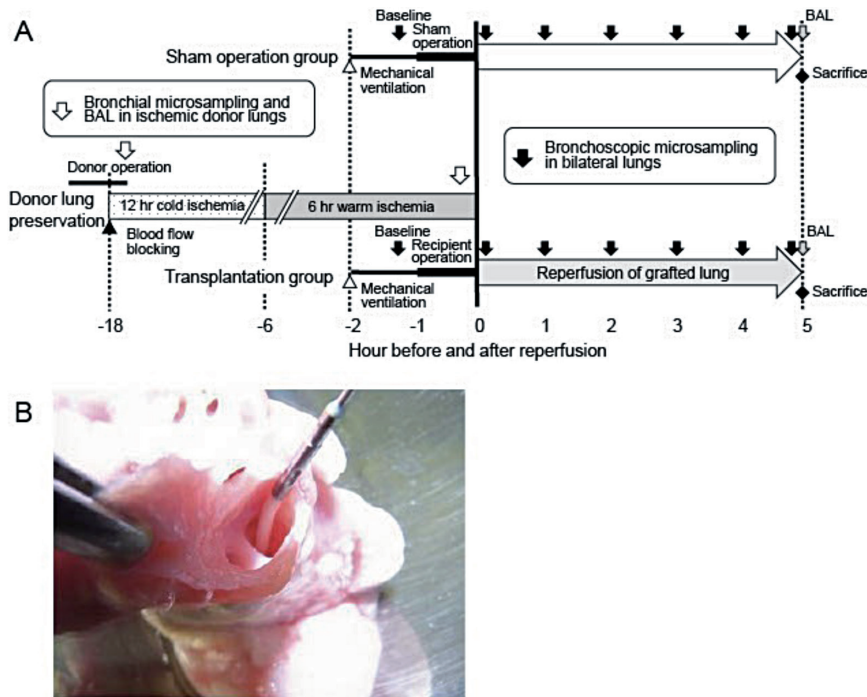 A
Baseline
Sham
operation
BAL
Sham operation group
Mechanical
ventilation
Sacrifice
Bronchial microsampling and
BAL in ischemic donor lungs
Bronchoscopic microsampling
in bilateral lungs
Donor operation
Donor lung
preservation
12 hr cold ischemia
6 hr warm ischemia
Blood flow
blocking
Baseline
Recipient
operation
BAL
Transplantation group
Reperfusion of grafted lung
Mechanical
ventilation
Sacrifice
-18 -6 -2 -1 0 1 2 3 4 5
Hour before and after reperfusion
B